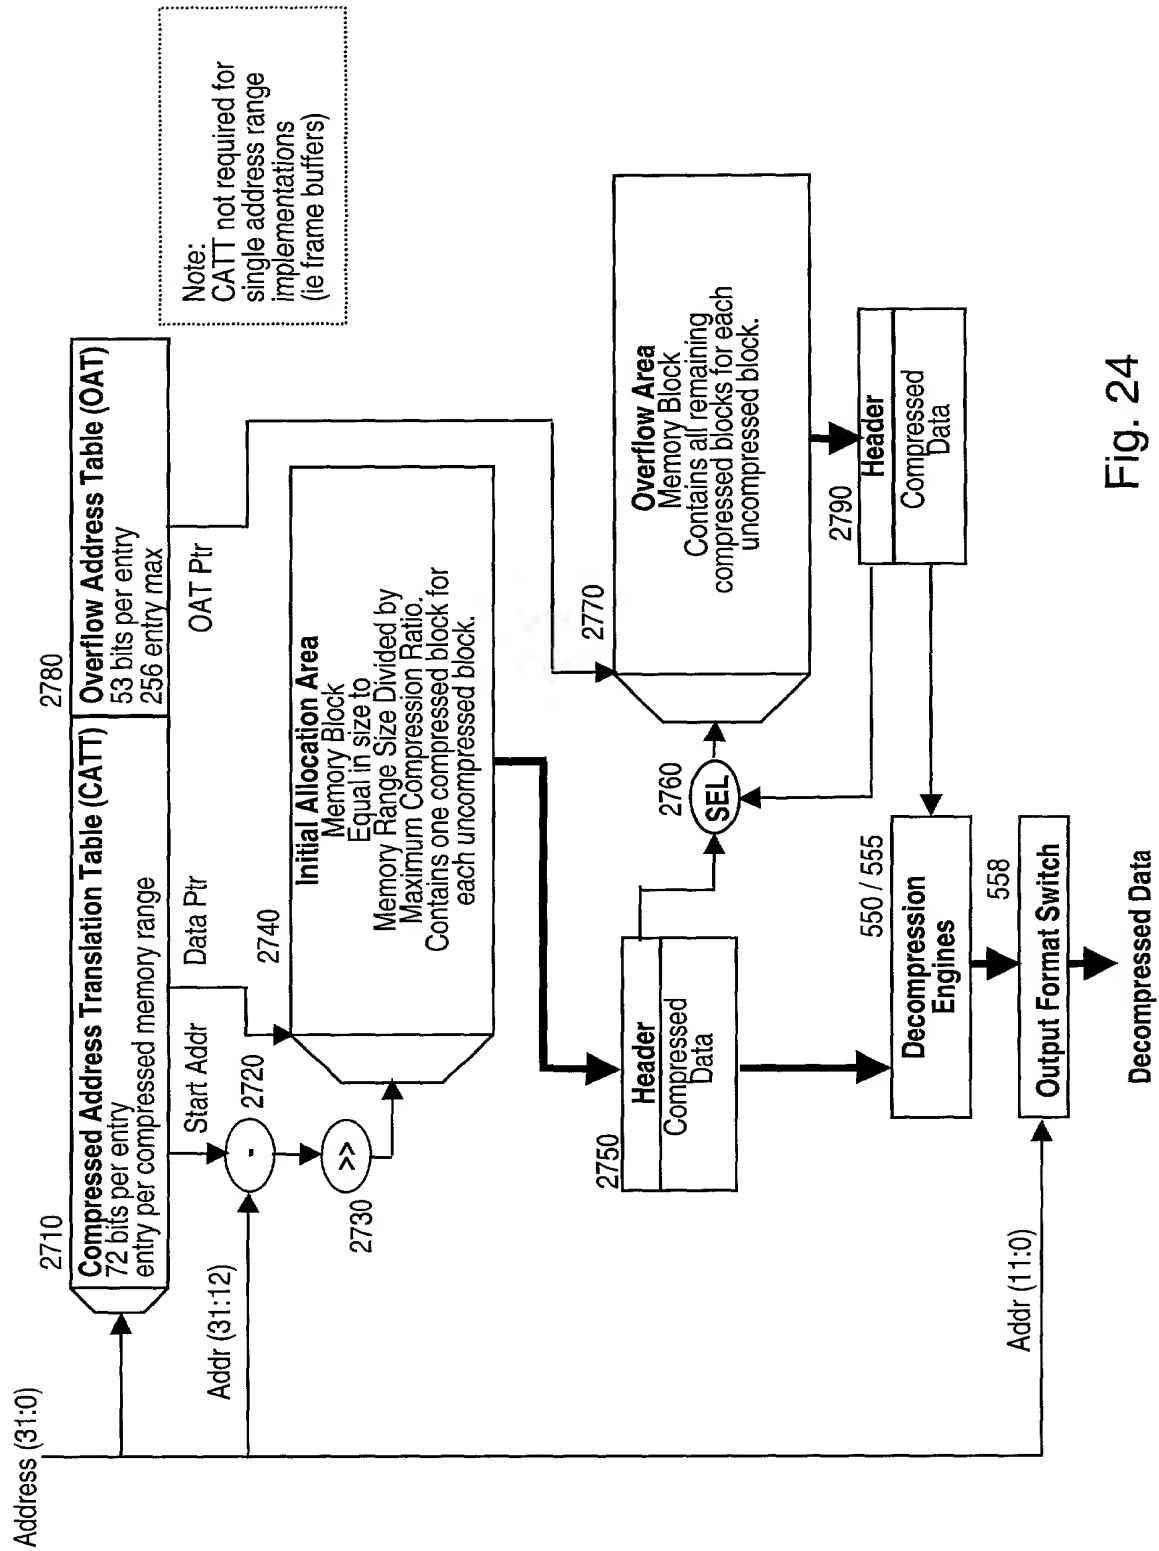 Address (31:0)
2710
2780
Compressed Address Translation Table (CATT)
72 bits per entry
entry per compressed memory range
Overflow Address Table (OAT)
53 bits per entry
256 entry max
Note:
CATT not required for
single address range
implementations
(ie frame buffers)
Addr (31:12)
Start Addr
Data Ptr
OAT Ptr
-
2720
>>
2730
2740
Initial Allocation Area
Memory Block
Equal in size to
Memory Range Size Divided by
Maximum Compression Ratio.
Contains one compressed block for
each uncompressed block.
2770
Overflow Area
Memory Block
Contains all remaining
compressed blocks for each
uncompressed block.
2750
Header
Compressed
Data
2760
SEL
2790
Header
Compressed
Data
550 / 555
Decompression
Engines
558
Output Format Switch
Addr (11:0)
Decompressed Data
Fig. 24